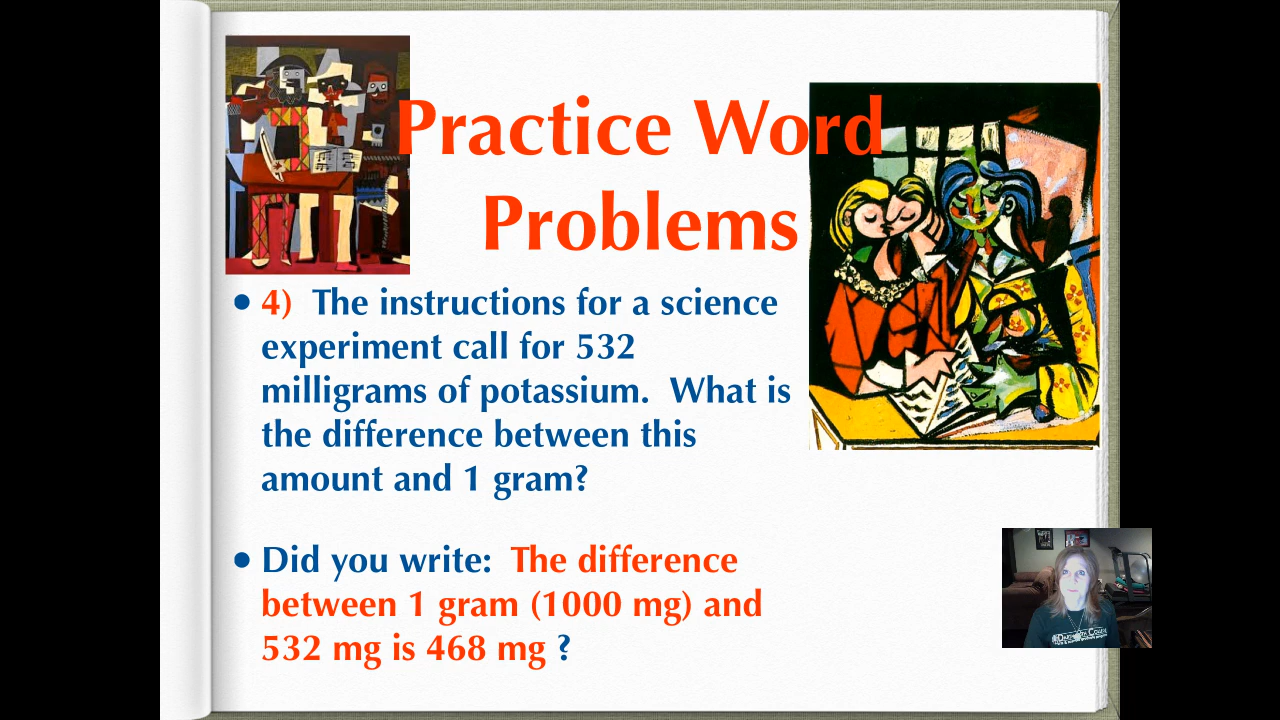 Practice Word
Problems
• 4) The instructions for a science
experiment call for 532
milligrams of potassium. What is
the difference between this
amount and 1 gram?
• Did you write: The difference
between 1 gram (1000 mg) and
532 mg is 468 mg ?